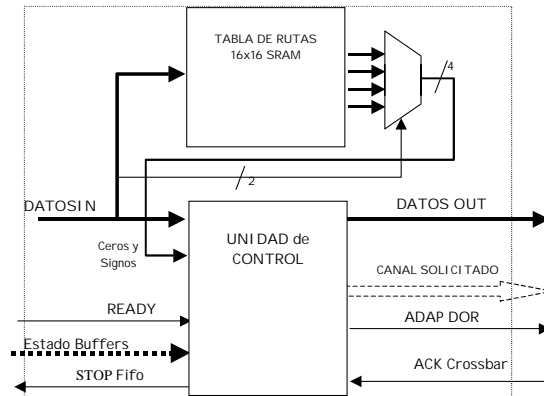 TABLA DE RUTAS
16x16 SRAM
4
2
DATOSIN
DATOS OUT
UNIDAD de
CONTROL
Ceros y
Signos
CANAL SOLICITADO
READY
ADAP DOR
Estado Buffers
ACK Crossbar
STOP Fifo